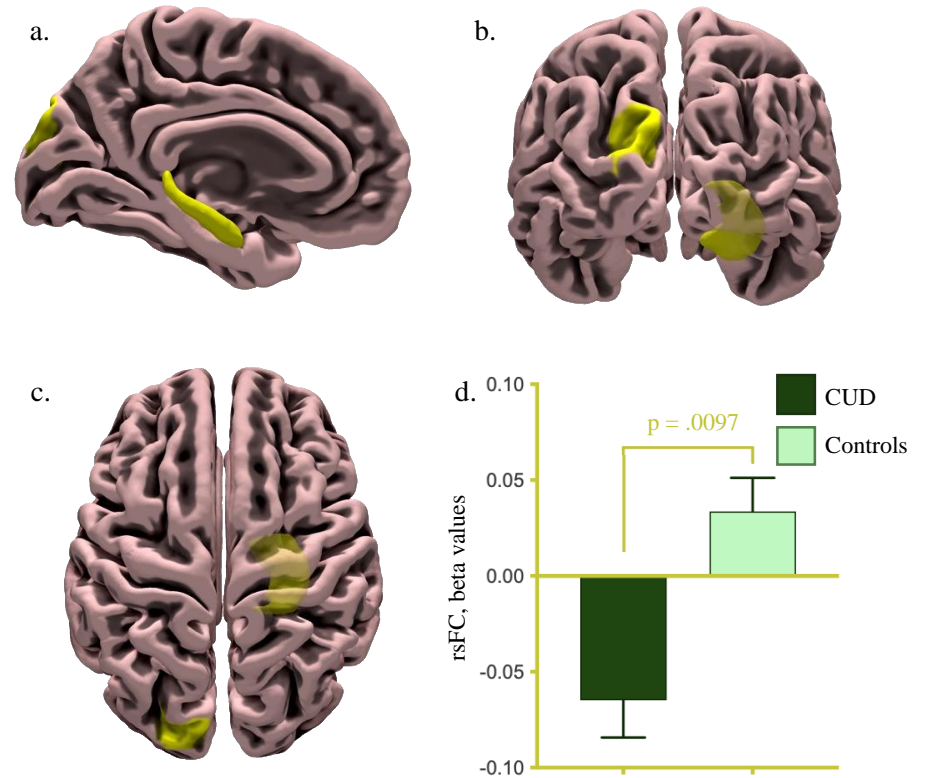 a.
b.
c.
d.
0.10
CUD
p = .0097
Controls
0.05
0.00
rsFC, beta values
-0.05
-0.10